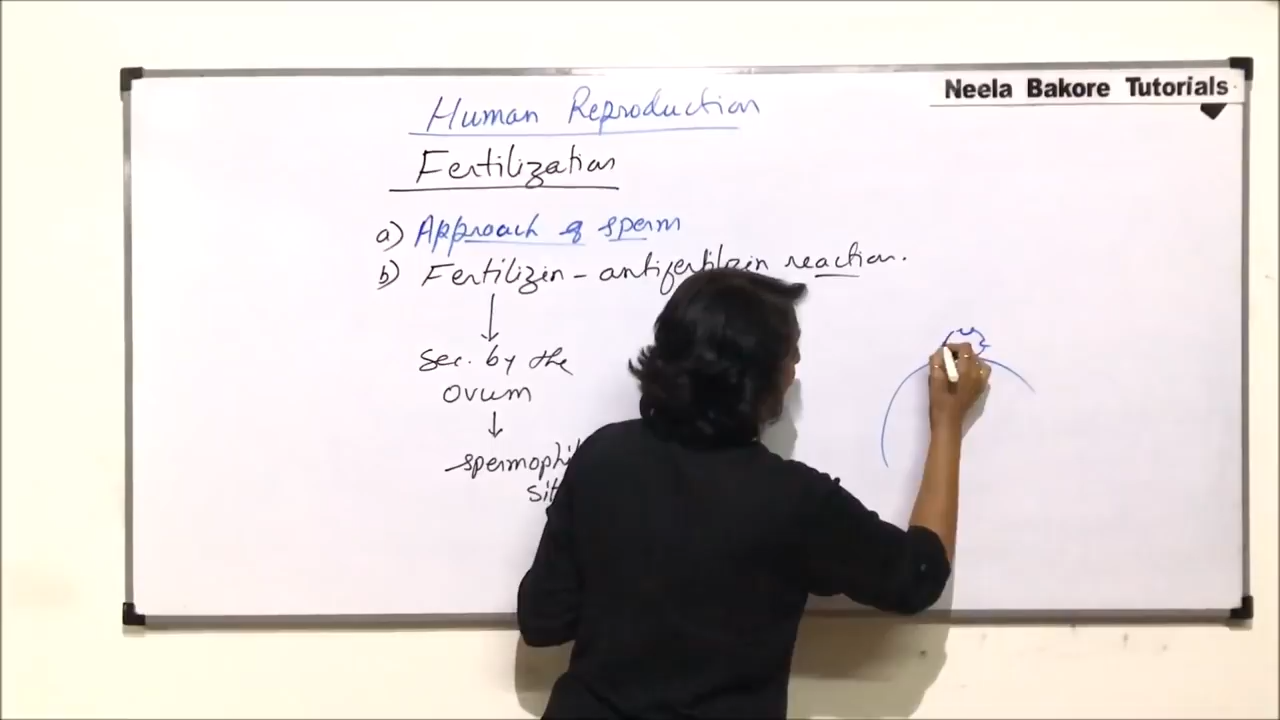 Neela Bakore Tutorials
Human Reproduction
Fertilization
a) Approach of sperm
b) Fertilizin - antifertilizin reaction.
sec. by the
ovum